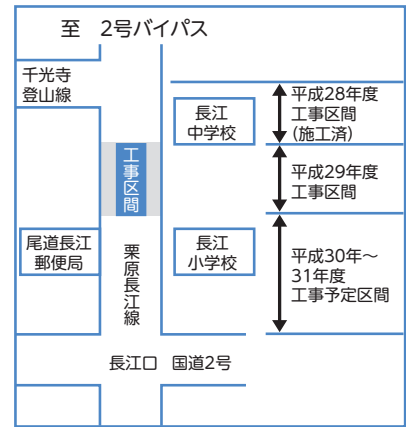 至 2号バイパス
千光寺
登山線
長江
中学校
平成28年度
工事区間
(施工済)
工事区間
平成29年度
工事区間
尾道長江
郵便局
栗原長江線
長江
小学校
平成30年～
31年度
工事予定区間
長江口 国道2号